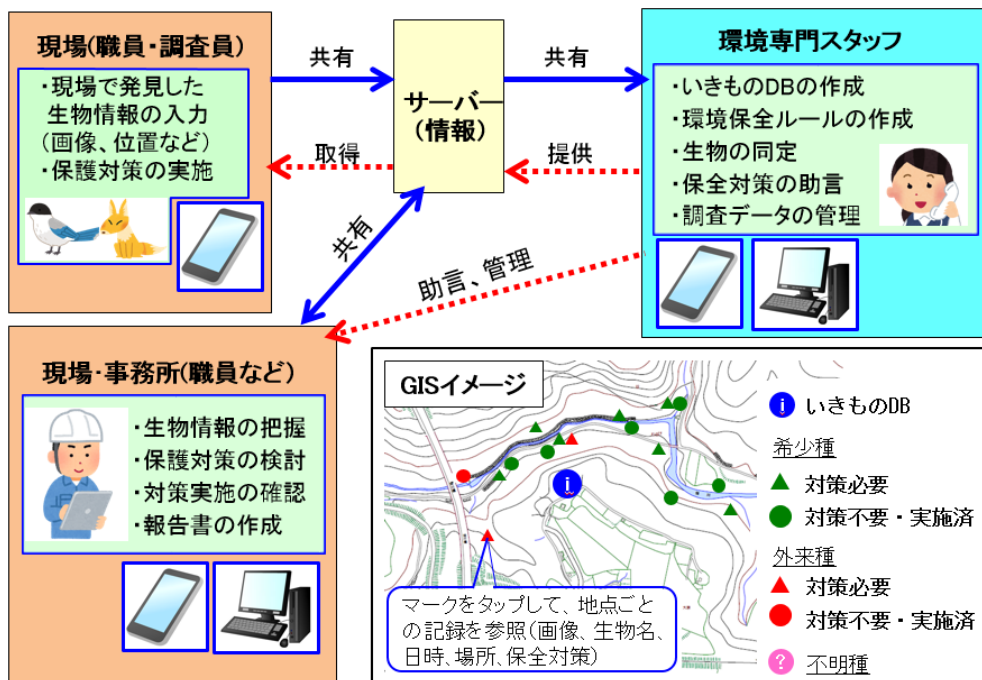 現場(職員・調査員)
・現場で発見した
生物情報の入力
(画像、位置など)
・保護対策の実施
共有
取得
サーバー
(情報)
共有
提供
環境専門スタッフ
・いきものDBの作成
・環境保全ルールの作成
・生物の同定
・保全対策の助言
・調査データの管理
共有
助言、管理
現場・事務所(職員など)
・生物情報の把握
・保護対策の検討
・対策実施の確認
・報告書の作成
GISイメージ
i
マークをタップして、地点ごと
の記録を参照(画像、生物名、
日時、場所、保全対策)
i いきものDB
希少種
対策必要
対策不要・実施済
外来種
対策必要
対策不要・実施済
? 不明種